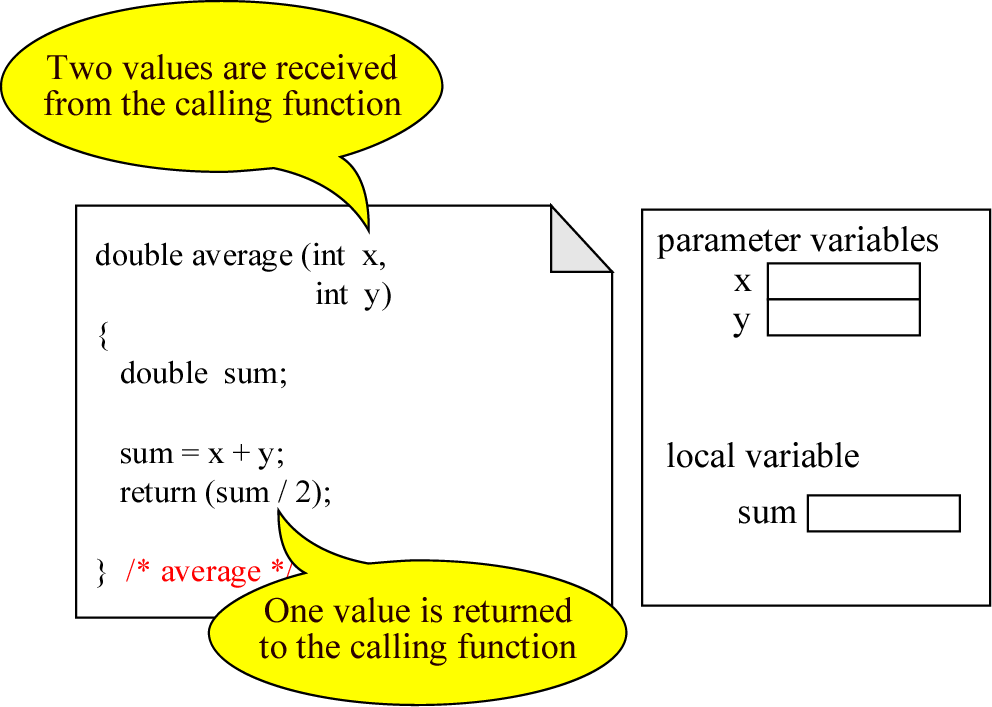 Two values are received
from the calling function
double average (int x,
int y)
{
double sum;
sum = x + y;
return (sum / 2);
} /* average */
One value is returned
to the calling function
parameter variables
x
y
local variable
sum